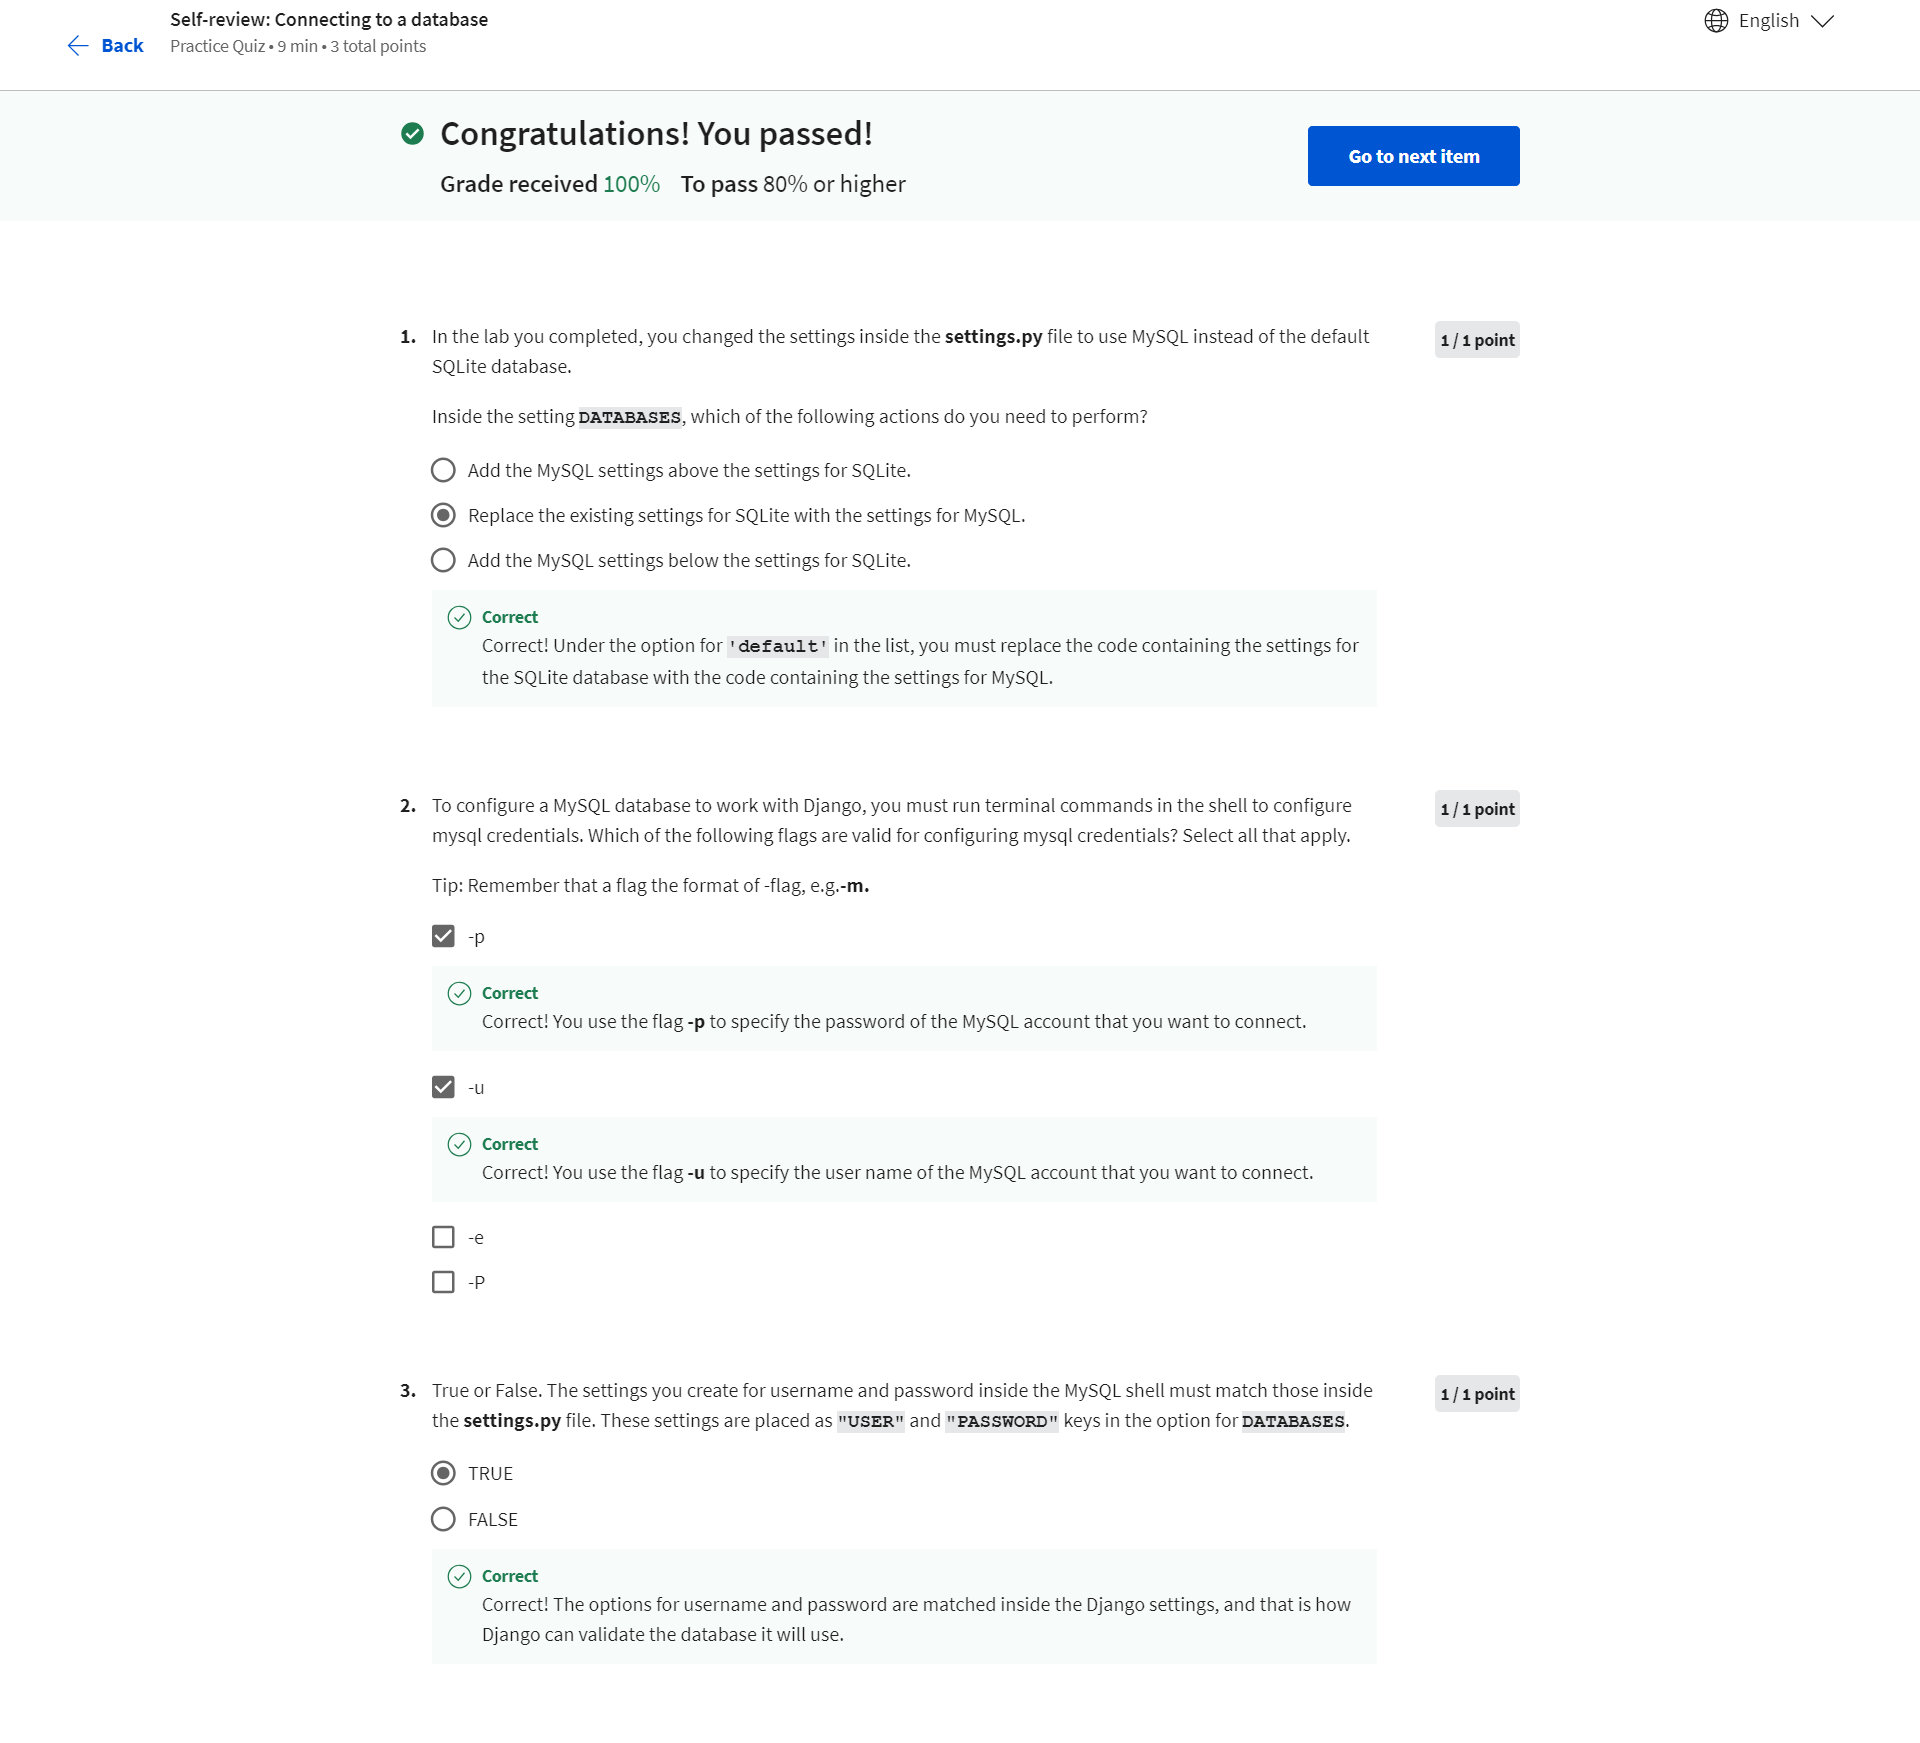 Self-review: Connecting to a database
Back
Practice Quiz • 9 min • 3 total points
English
Congratulations! You passed!
Grade received 100% To pass 80% or higher
Go to next item
1. In the lab you completed, you changed the settings inside the settings.py file to use MySQL instead of the default
SQLite database.
1 / 1 point
Inside the setting DATABASES, which of the following actions do you need to perform?
Add the MySQL settings above the settings for SQLite.
Replace the existing settings for SQLite with the settings for MySQL.
Add the MySQL settings below the settings for SQLite.
Correct
Correct! Under the option for 'default' in the list, you must replace the code containing the settings for
the SQLite database with the code containing the settings for MySQL.
2. To configure a MySQL database to work with Django, you must run terminal commands in the shell to configure
mysql credentials. Which of the following flags are valid for configuring mysql credentials? Select all that apply.
1 / 1 point
Tip: Remember that a flag the format of -flag, e.g.-m.
-p
Correct
Correct! You use the flag -p to specify the password of the MySQL account that you want to connect.
-u
Correct
Correct! You use the flag -u to specify the user name of the MySQL account that you want to connect.
-e
-P
3. True or False. The settings you create for username and password inside the MySQL shell must match those inside
the settings.py file. These settings are placed as "USER" and "PASSWORD" keys in the option for DATABASES.
1 / 1 point
TRUE
FALSE
Correct
Correct! The options for username and password are matched inside the Django settings, and that is how
Django can validate the database it will use.